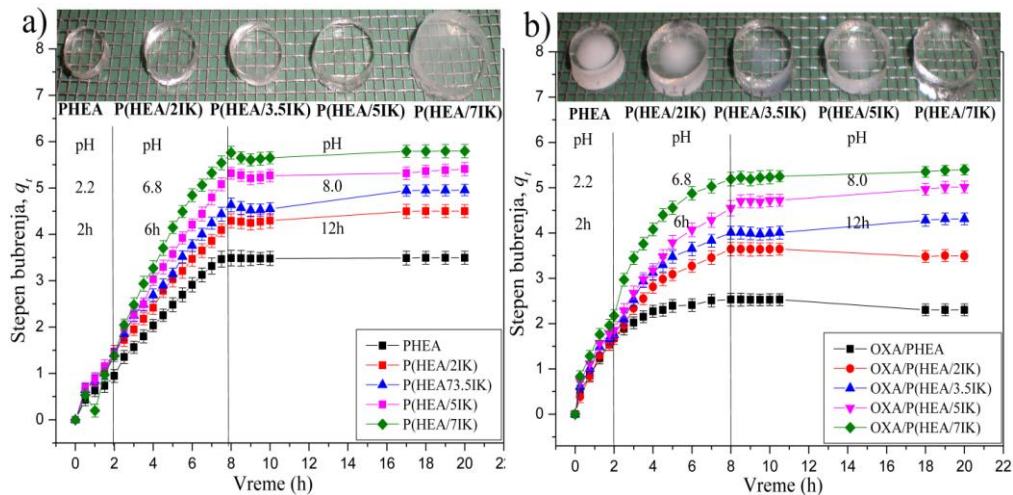 a)
PHEA P(HEA/2IK) P(HEA/3.5IK) P(HEA/5IK) P(HEA/7IK)
pH pH pH
2.2 6.8 8.0
2h 6h 12h
8
7
6
5
4
3
2
1
0
Stepen bubrenja, qt
PHEA
P(HEA/2IK)
P(HEA73.5IK)
P(HEA/5IK)
P(HEA/7IK)
0 2 4 6 8 10 12 14 16 18 20 22
Vreme (h)
b)
PHEA P(HEA/2IK) P(HEA/3.5IK) P(HEA/5IK) P(HEA/7IK)
pH pH pH
2.2 6.8 8.0
2h 6h 12h
8
7
6
5
4
3
2
1
0
Stepen bubrenja, qt
OXA/PHEA
OXA/P(HEA/2IK)
OXA/P(HEA/3.5IK)
OXA/P(HEA/5IK)
OXA/P(HEA/7IK)
0 2 4 6 8 10 12 14 16 18 20 22
Vreme (h)